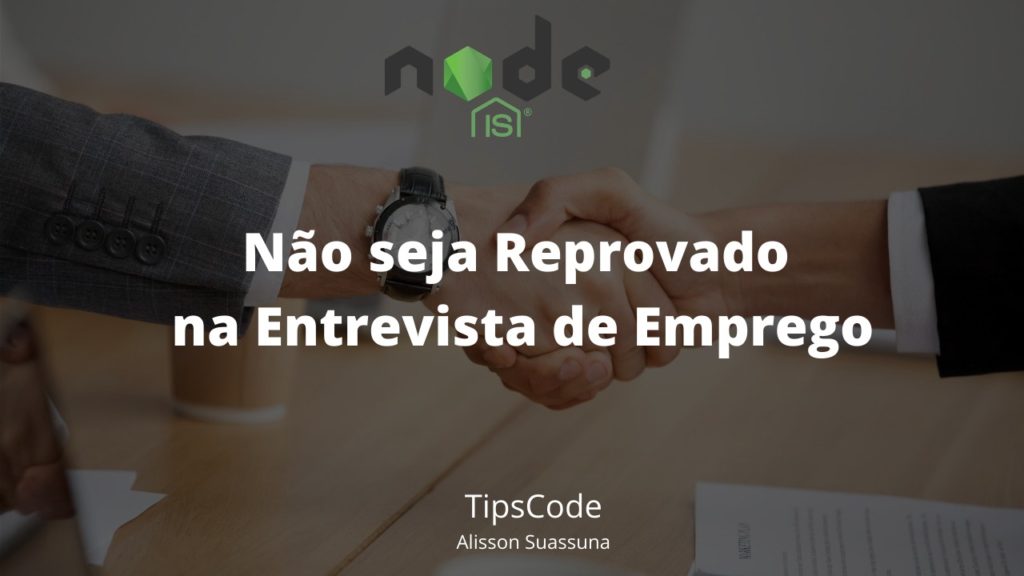 node
JS®
Não seja Reprovado
na Entrevista de Emprego
TipsCode
Alisson Suassuna